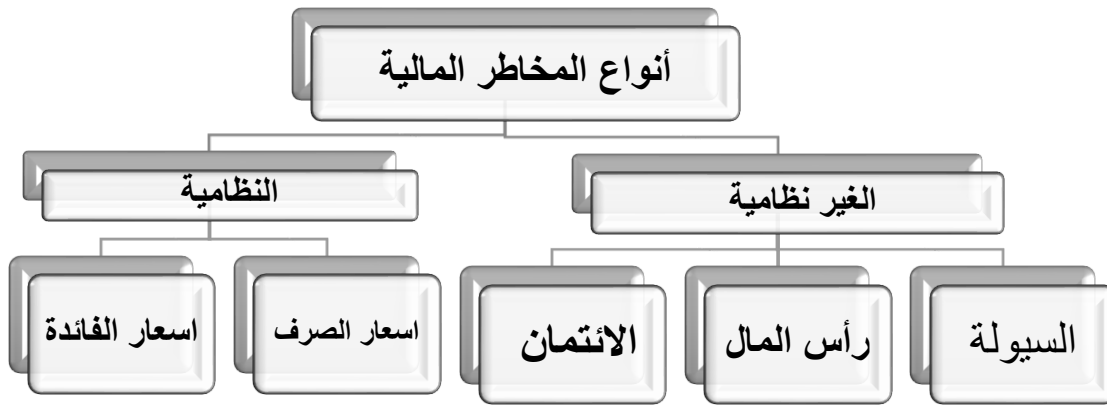 أنواع المخاطر المالية
الغير نظامية
النظامية
السيولة
رأس المال
الائتمان
اسعار الصرف
اسعار الفائدة